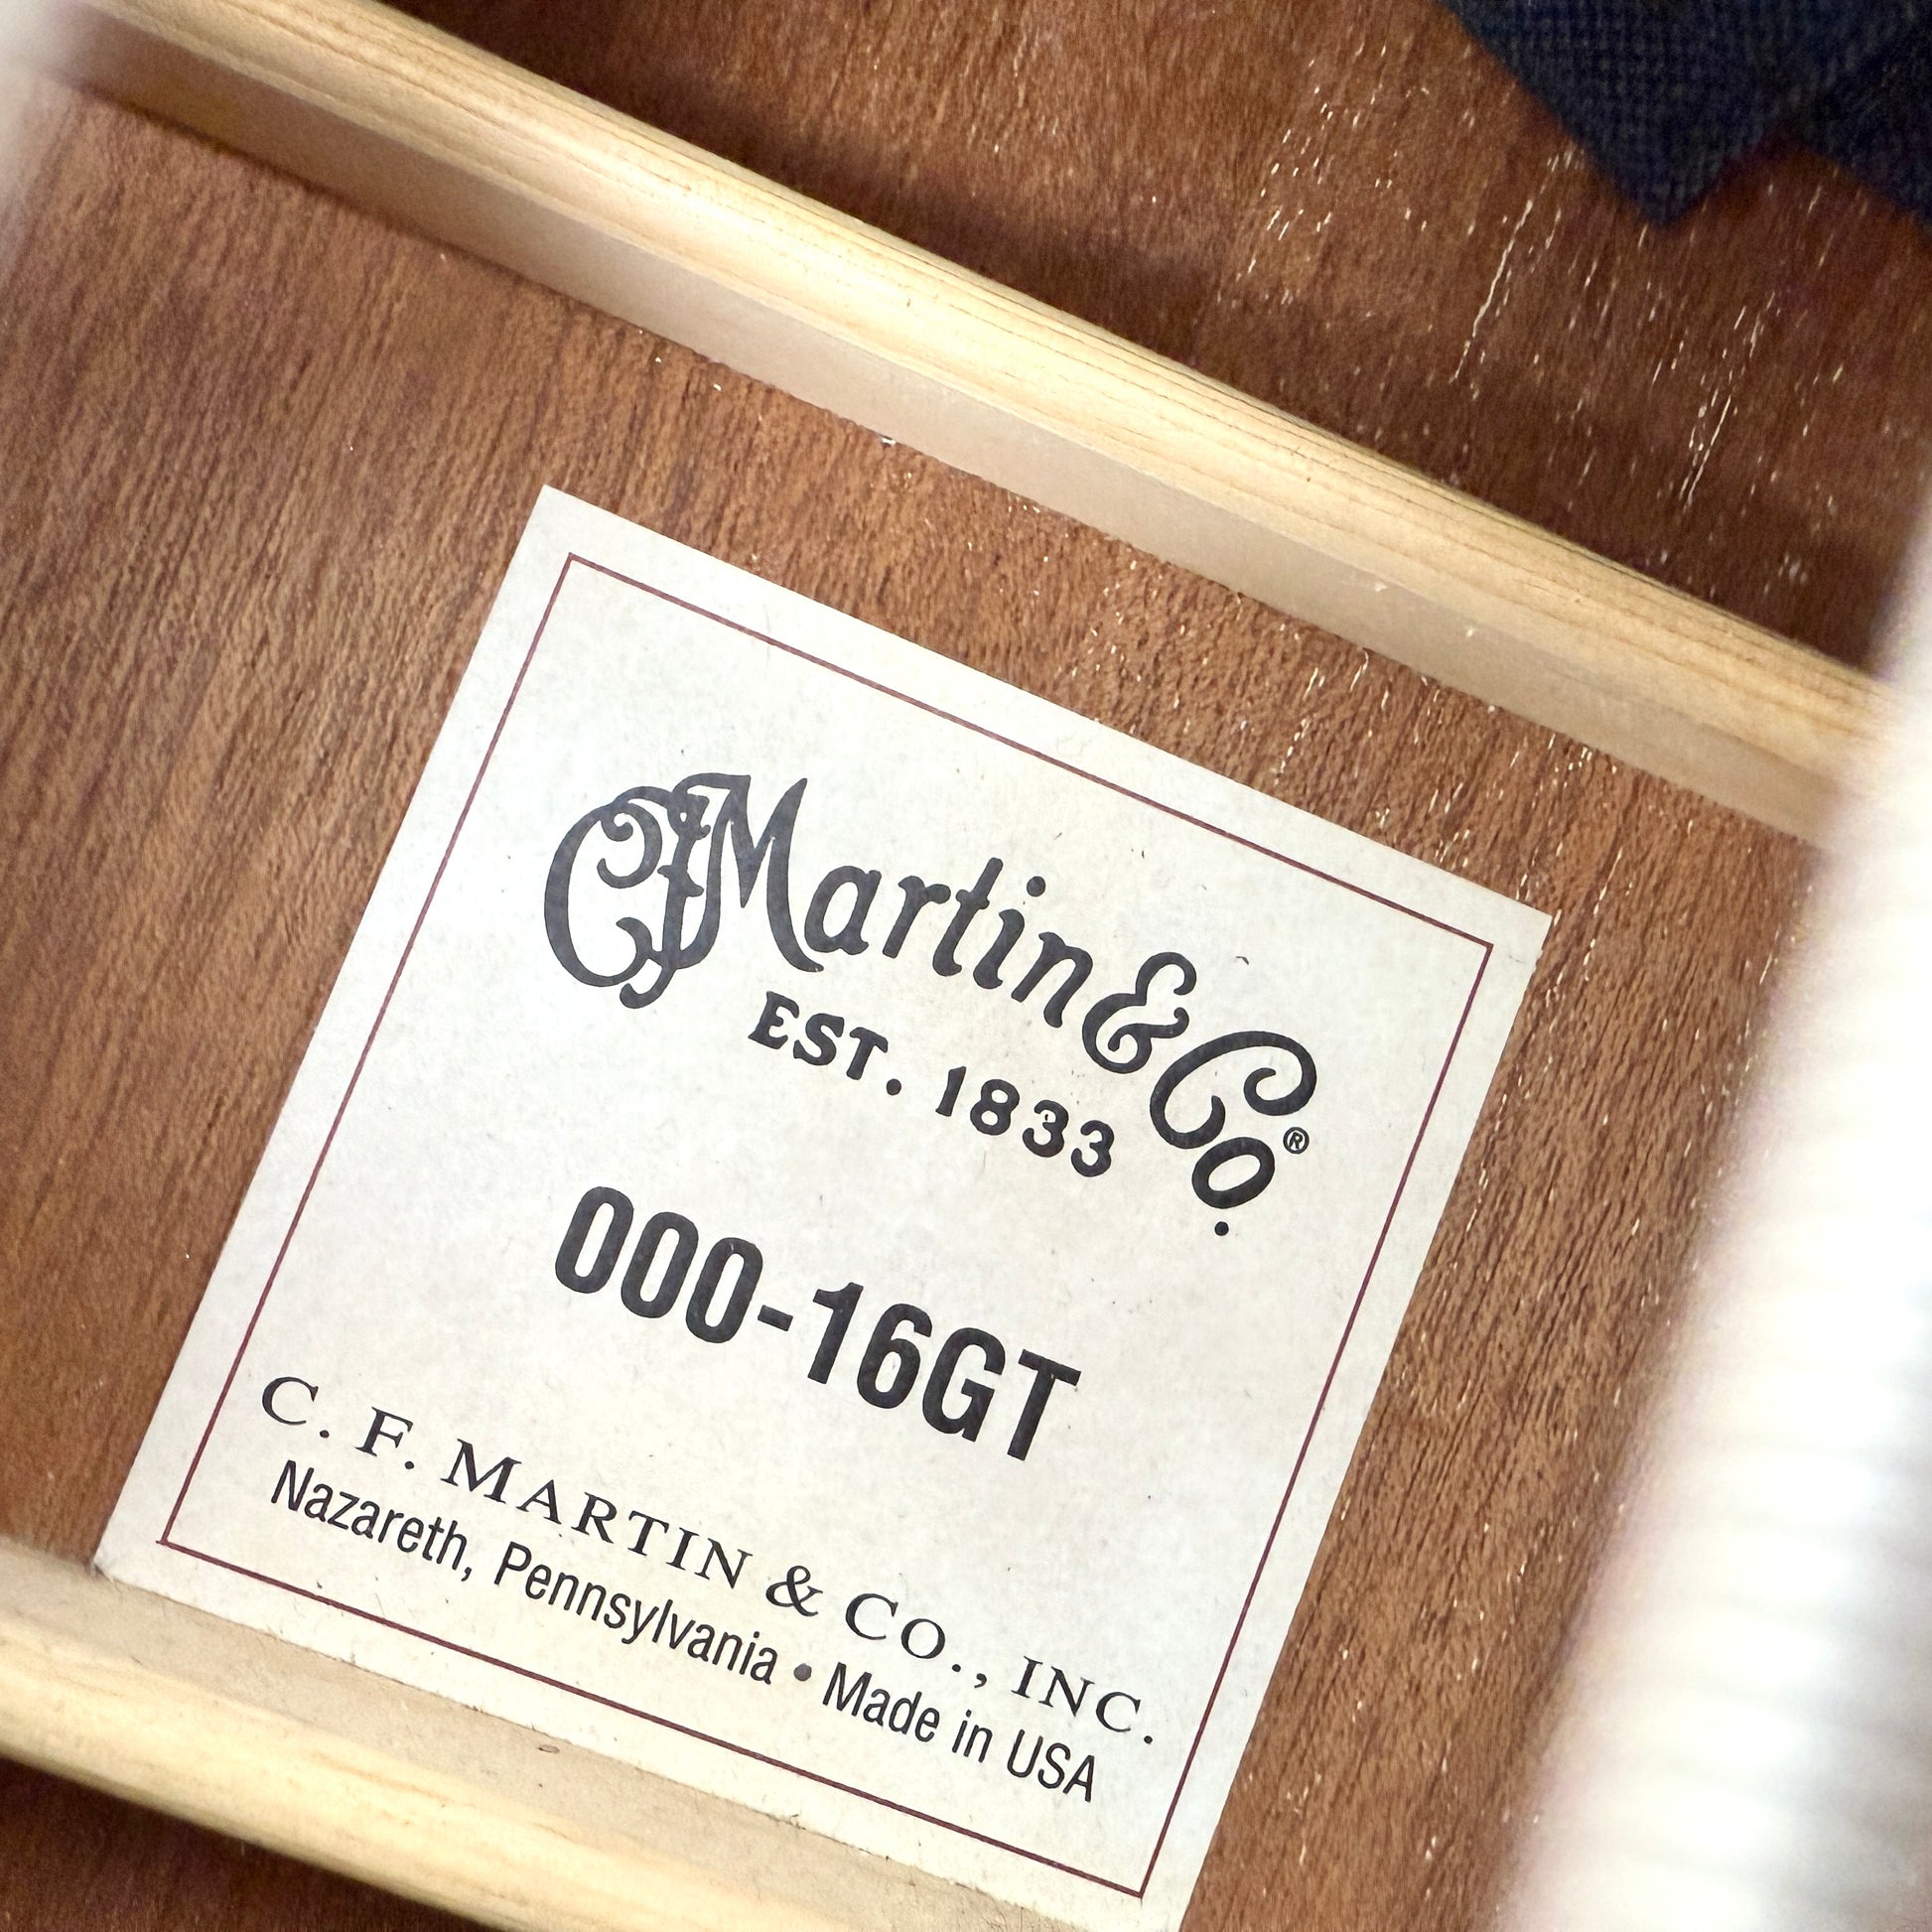 CFMartin & Co.®
EST. 1833
000-16GT
C. F. MARTIN & CO., INC.
Nazareth, Pennsylvania • Made in USA